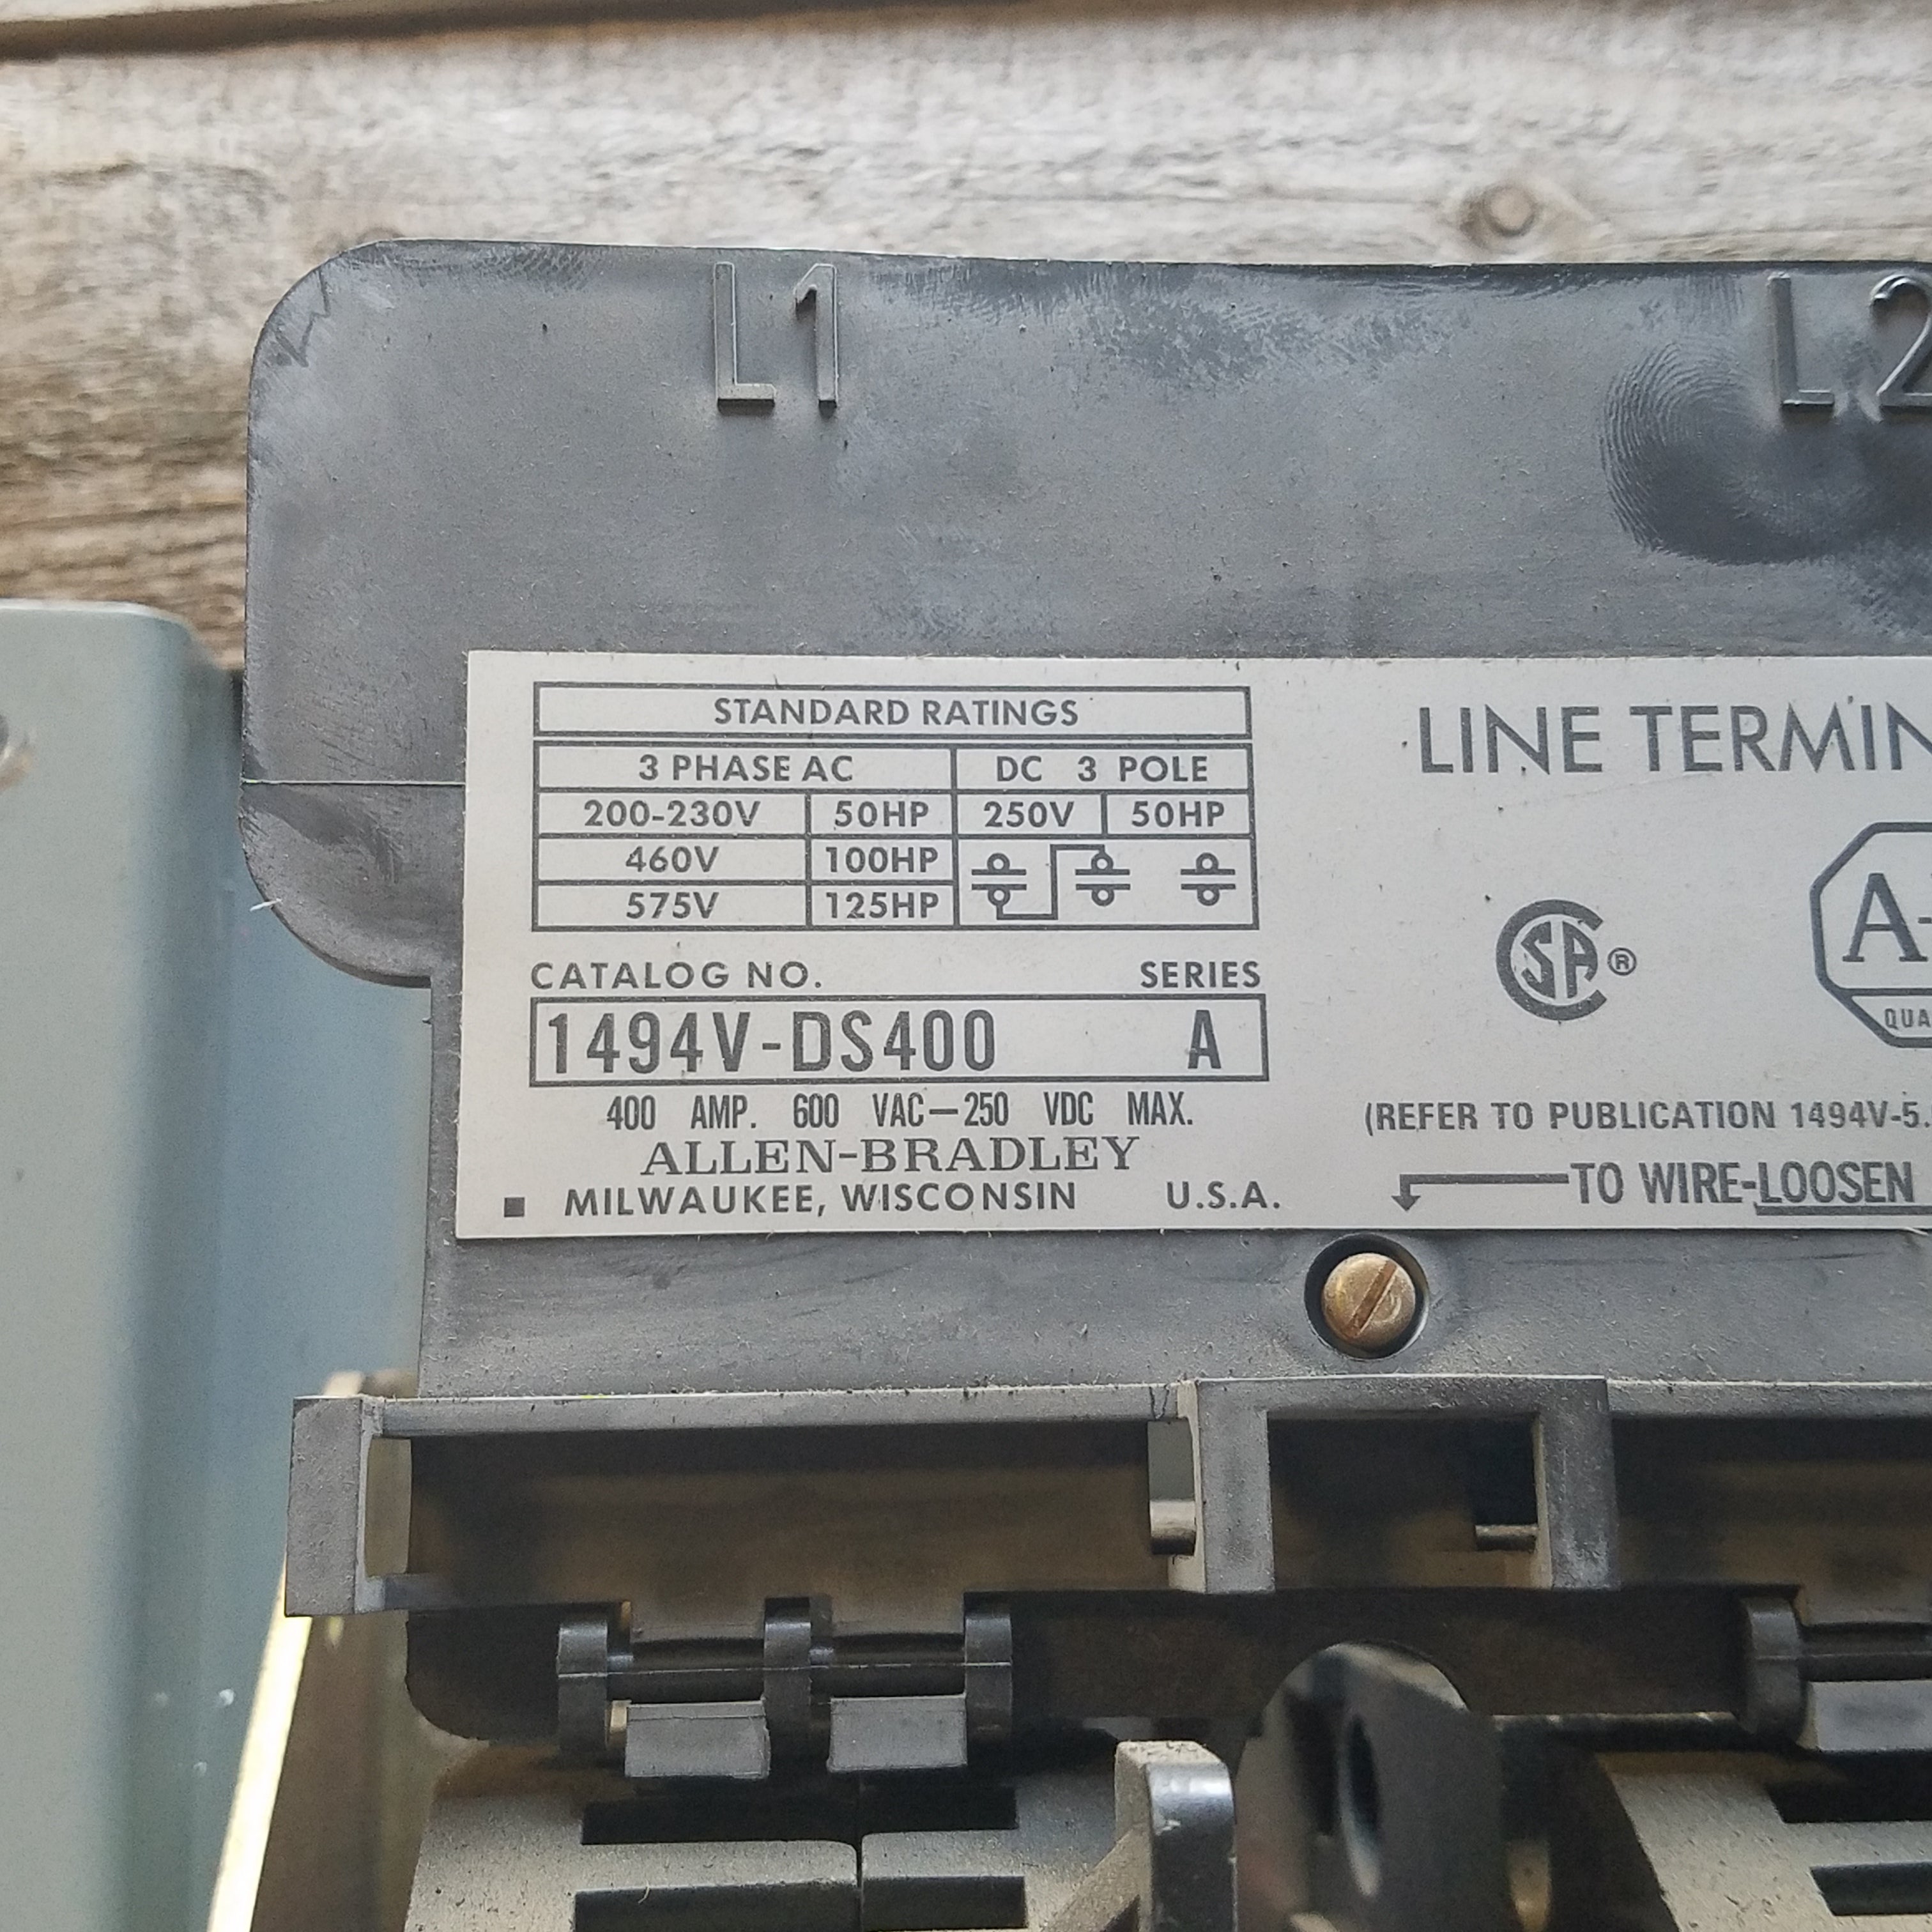 L1
L2
STANDARD RATINGS
3 PHASE AC DC 3 POLE
200-230V 50HP 250V 50HP
460V 100HP
575V 125HP
CATALOG NO. SERIES
1494V-DS400 A
400 AMP. 600 VAC—250 VDC MAX.
ALLEN-BRADLEY
■ MILWAUKEE, WISCONSIN U.S.A.
LINE TERMIN
SA®
A-
QUA
(REFER TO PUBLICATION 1494V-5.
TO WIRE-LOOSEN